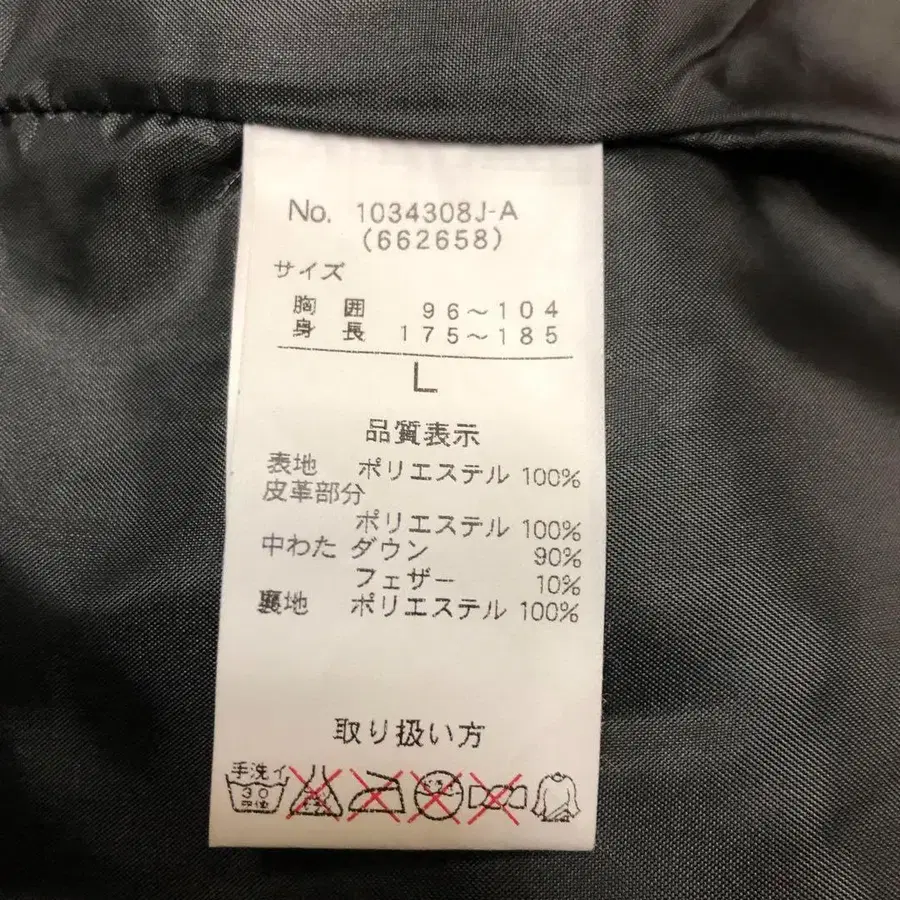 No. 1034308J-A
(662658)
サイズ
胸 囲 96～104
身 長 175～185
L
品質表示
表地 ポリエステル 100%
皮革部分
ポリエステル 100%
中わた ダウン 90%
フェザー 10%
裏地 ポリエステル 100%
取り扱い方
手洗イ
30